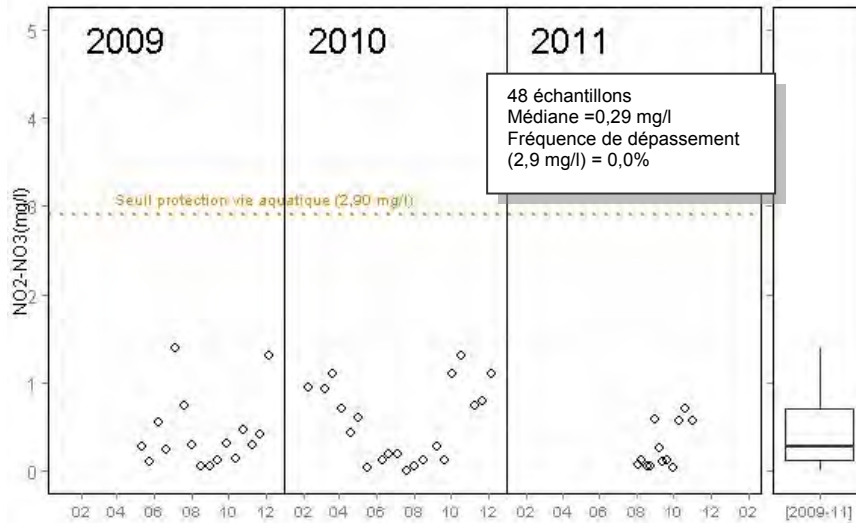 2009 2010 2011
48 échantillons
Médiane =0,29 mg/l
Fréquence de dépassement
(2,9 mg/l) = 0,0%
Seuil protection vie aquatique (2,90 mg/l)
NO2-NO3(mg/l)
5
4
3
2
1
0
02 04 06 08 10 12 02 04 06 08 10 12 02 04 06 08 10 12 02 [2009-11]